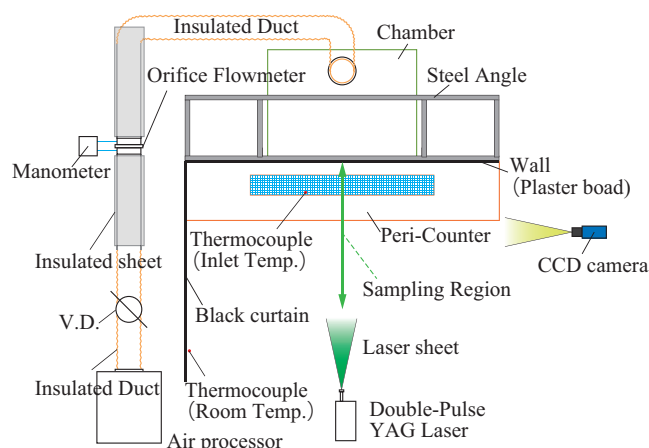 Insulated Duct
Chamber
Orifice Flowmeter
Steel Angle
Manometer
Wall
(Plaster boad)
Thermocouple
(Inlet Temp.)
Peri-Counter
Insulated sheet
CCD camera
Sampling Region
V.D.
Black curtain
Laser sheet
Insulated Duct
Thermocouple
(Room Temp.)
Double-Pulse
YAG Laser
Air processor